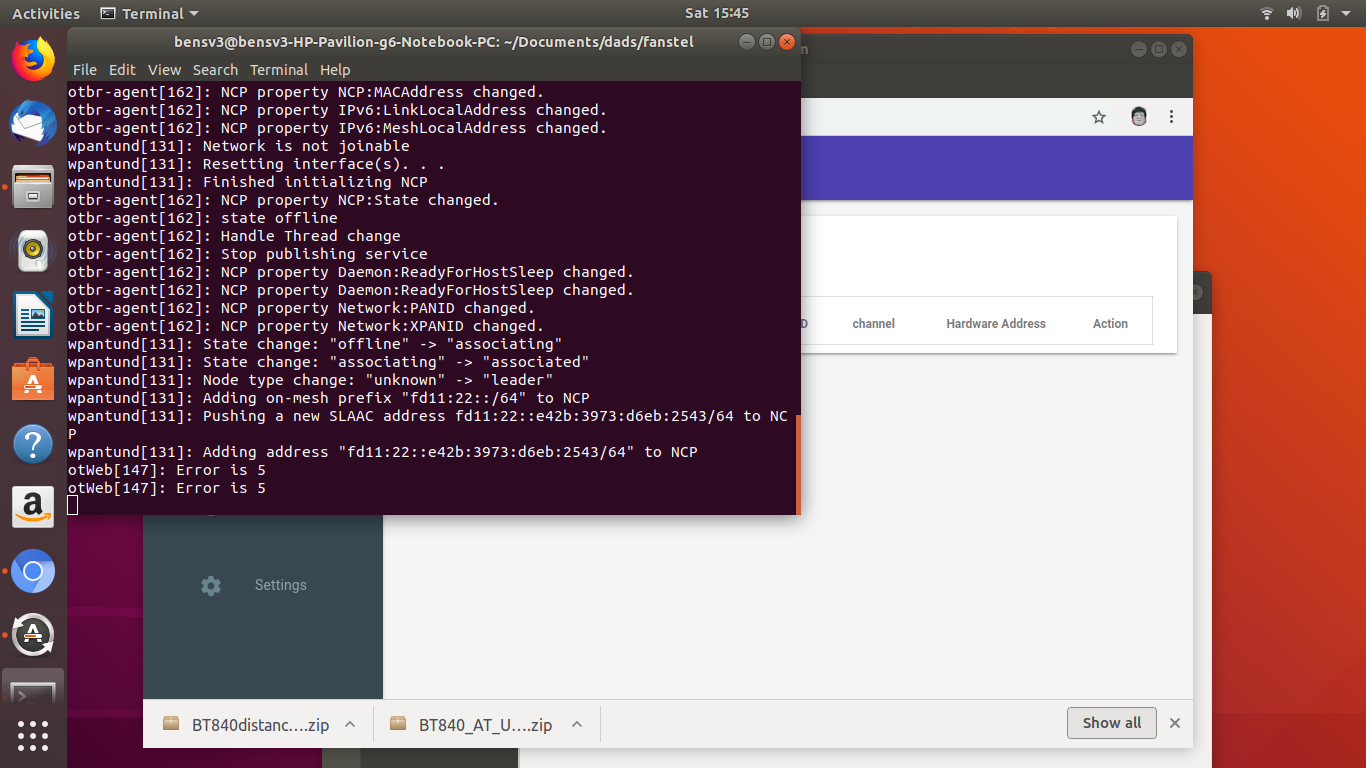 Activities
Terminal
Sat 15:45
bensv3@bensv3-HP-Pavilion-g6-Notebook-PC: ~/Documents/dads/fanstel
n
File Edit View Search Terminal Help
otbr-agent[162]: NCP property NCP:MACAddress changed.
otbr-agent[162]: NCP property IPv6:LinkLocalAddress changed.
otbr-agent[162]: NCP property IPv6:MeshLocalAddress changed.
wpantund[131]: Network is not joinable
wpantund[131]: Resetting interface(s). . .
wpantund[131]: Finished initializing NCP
otbr-agent[162]: NCP property NCP:State changed.
otbr-agent[162]: state offline
otbr-agent[162]: Handle Thread change
otbr-agent[162]: Stop publishing service
otbr-agent[162]: NCP property Daemon:ReadyForHostSleep changed.
otbr-agent[162]: NCP property Daemon:ReadyForHostSleep changed.
otbr-agent[162]: NCP property Network:PANID changed.
otbr-agent[162]: NCP property Network:XPANID changed.
wpantund[131]: State change: "offline" -> "associating"
wpantund[131]: State change: "associating" -> "associated"
wpantund[131]: Node type change: "unknown" -> "leader"
wpantund[131]: Adding on-mesh prefix "fd11:22::/64" to NCP
wpantund[131]: Pushing a new SLAAC address fd11:22::e42b:3973:d6eb:2543/64 to NC
P
wpantund[131]: Adding address "fd11:22::e42b:3973:d6eb:2543/64" to NCP
otWeb[147]: Error is 5
otWeb[147]: Error is 5
D channel Hardware Address Action
Settings
BT840distanc....zip
BT840_AT_U....zip
Show all